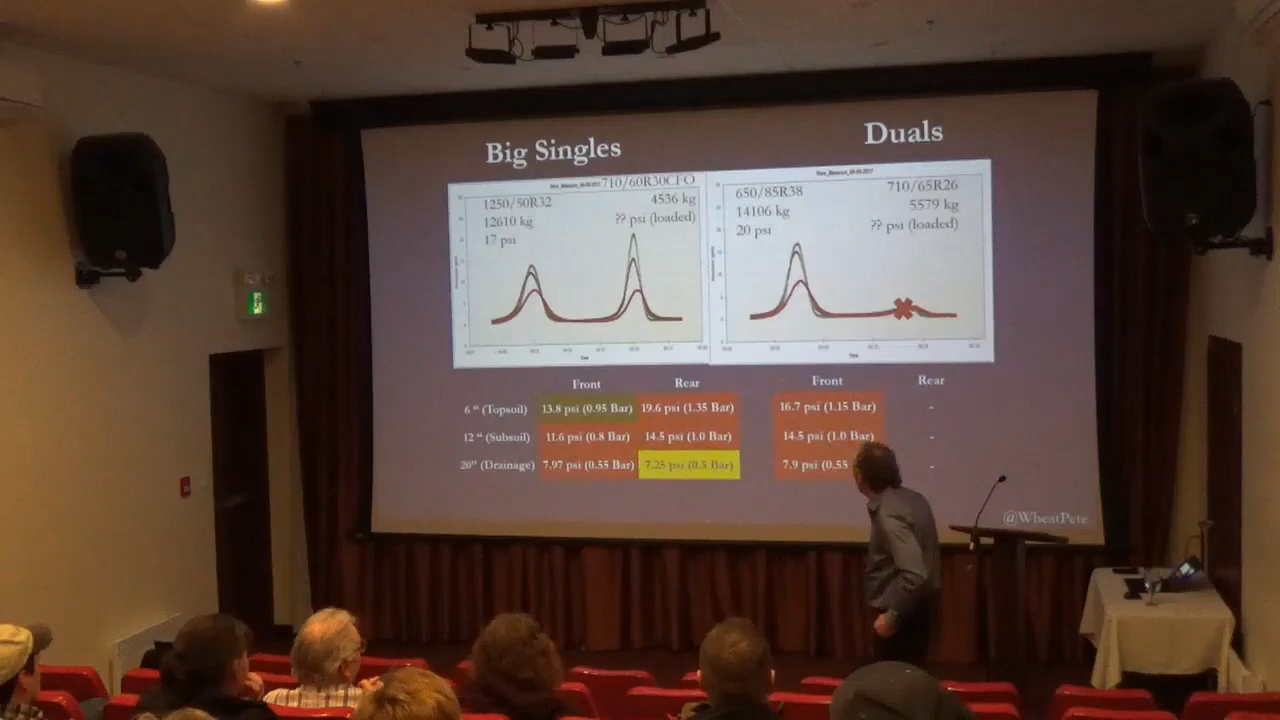 Big Singles
Duals
710/60R30CFO
1250/50R32
4536 kg
12610 kg
?? psi (loaded)
17 psi
650/85R38
710/65R26
14106 kg
5579 kg
20 psi
?? psi (loaded)
Time
Time
Front
Rear
Front
Rear
6 " (Topsoil)
13.8 psi (0.95 Bar)
19.6 psi (1.35 Bar)
16.7 psi (1.15 Bar)
-
12 " (Subsoil)
11.6 psi (0.8 Bar)
14.5 psi (1.0 Bar)
14.5 psi (1.0 Bar)
-
20" (Drainage)
7.97 psi (0.55 Bar)
7.25 psi (0.5 Bar)
7.9 psi (0.55
-
@WheatPete